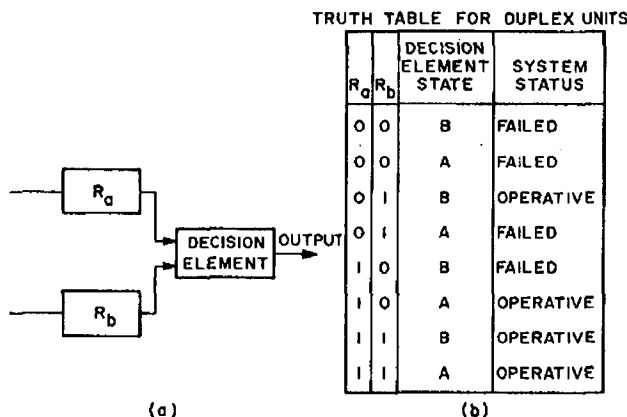 TRUTH TABLE FOR DUPLEX UNITS
Ra Rb DECISION ELEMENT STATE SYSTEM STATUS
0 0 B FAILED
0 0 A FAILED
0 1 B OPERATIVE
0 1 A FAILED
1 0 B FAILED
1 0 A OPERATIVE
1 1 B OPERATIVE
1 1 A OPERATIVE
Ra
Rb
DECISION
ELEMENT
OUTPUT
(a)
(b)